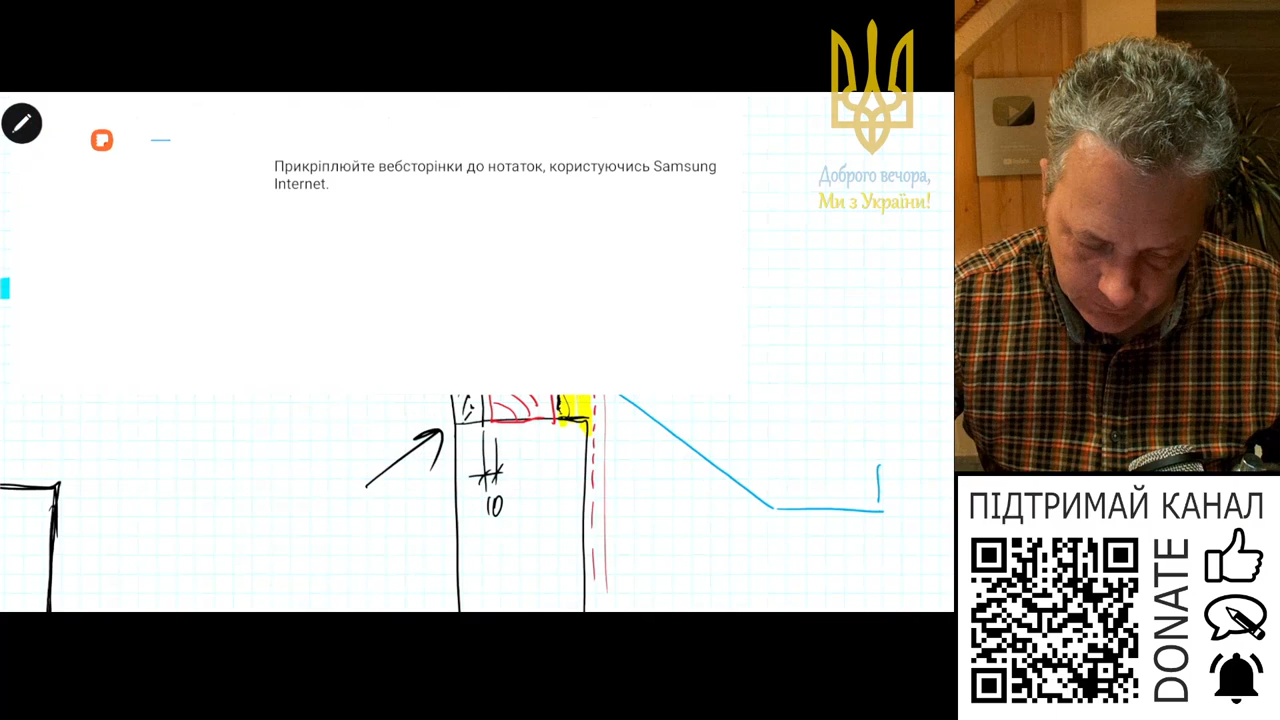 Прикріплюйте вебсторінки до нотаток, користуючись Samsung
Internet.
Доброго вечора,
Ми з України!
10
ПІДТРИМАЙ КАНАЛ
DONATE